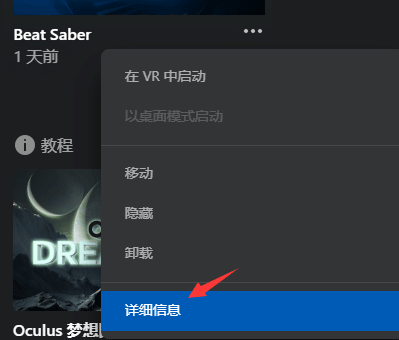 Beat Saber
...
1 天前
在 VR 中启动
以桌面模式启动
教程
移动
隐藏
卸载
DREA
详细信息
Oculus 梦想